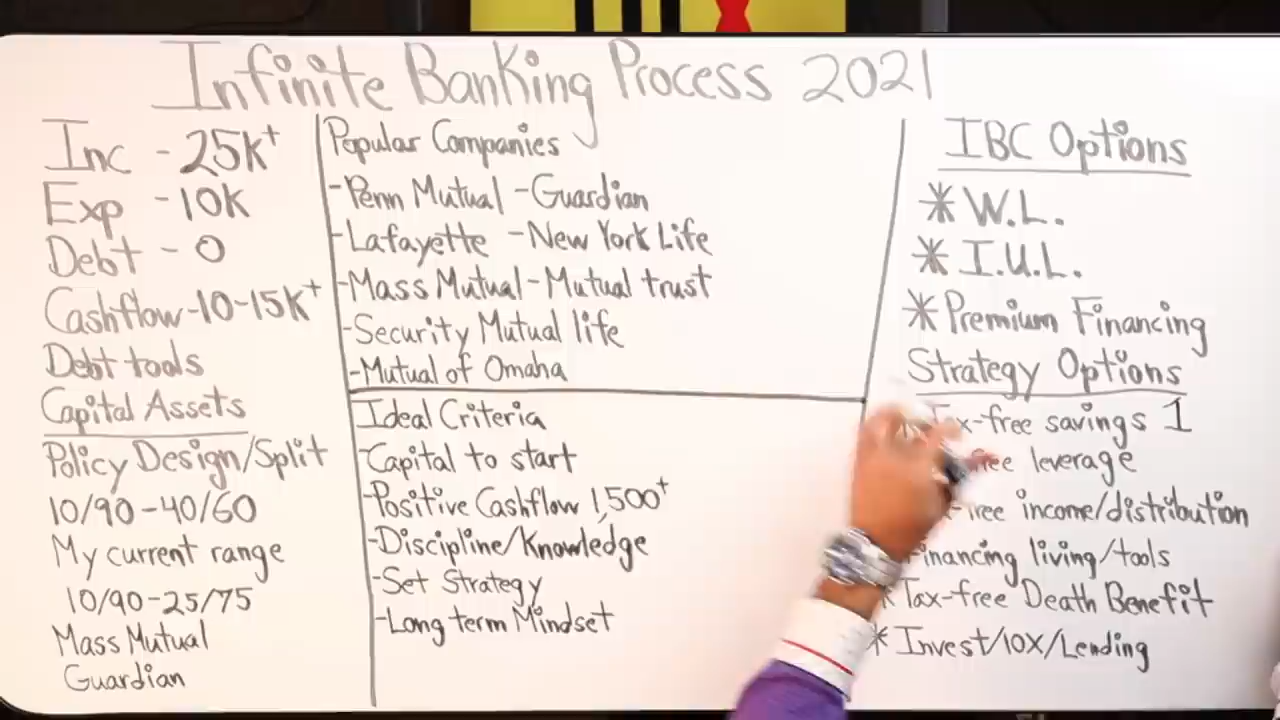 Infinite Banking Process 2021
Inc - 25K+
Exp - 10K
Debt - 0
Cashflow-10-15K+
Debt tools
Capital Assets
Policy Design/Split
10/90-40/60
My current range
10/90-25/75
Mass Mutual
Guardian
Popular Companies
-Penn Mutual -Guardian
-Lafayette -New York Life
-Mass Mutual-Mutual trust
-Security Mutual life
-Mutual of Omaha
Ideal Criteria
-Capital to start
-Positive Cashflow 1,500+
-Discipline/Knowledge
-Set Strategy
-Long term Mindset
IBC Options
* W.L.
* I.U.L.
* Premium Financing
Strategy Options
-free savings 1
free leverage
-free income/distribution
Financing living/tools
* Tax-free Death Benefit
* Invest/10X/Lending